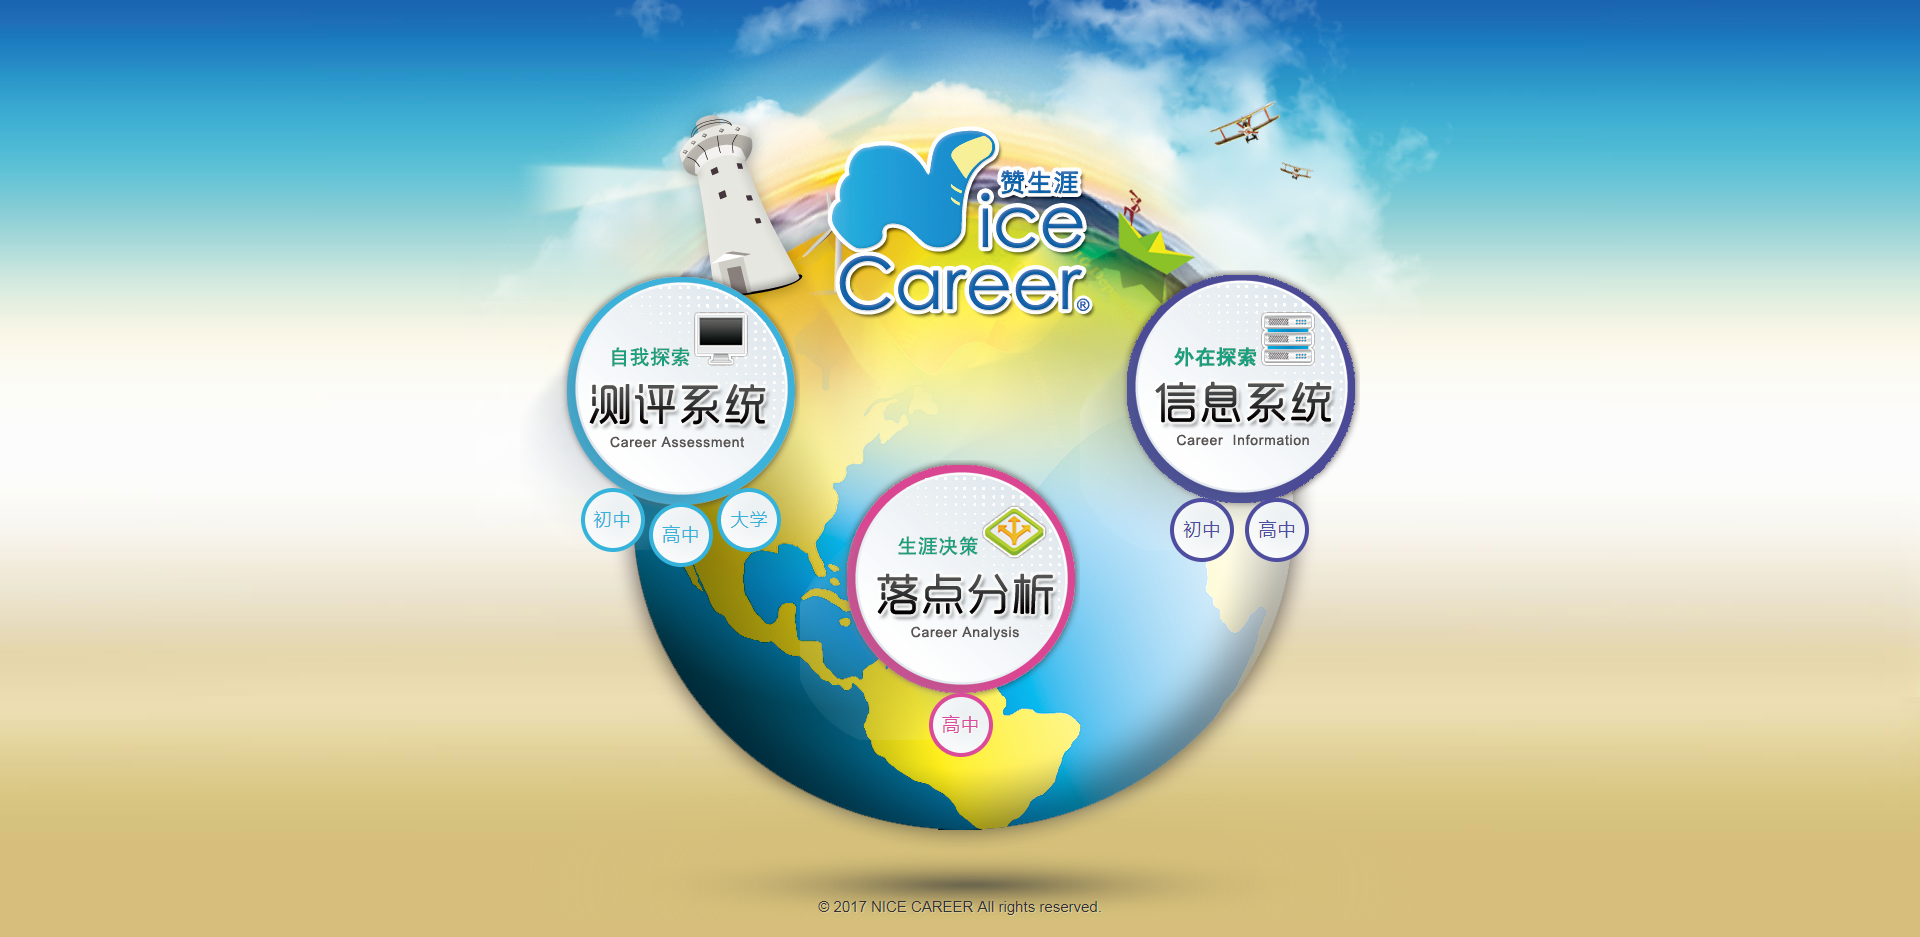 赞生涯
Nice
Career®
自我探索
测评系统
Career Assessment
初中
高中
大学
外在探索
信息系统
Career Information
初中
高中
生涯决策
落点分析
Career Analysis
高中
© 2017 NICE CAREER All rights reserved.